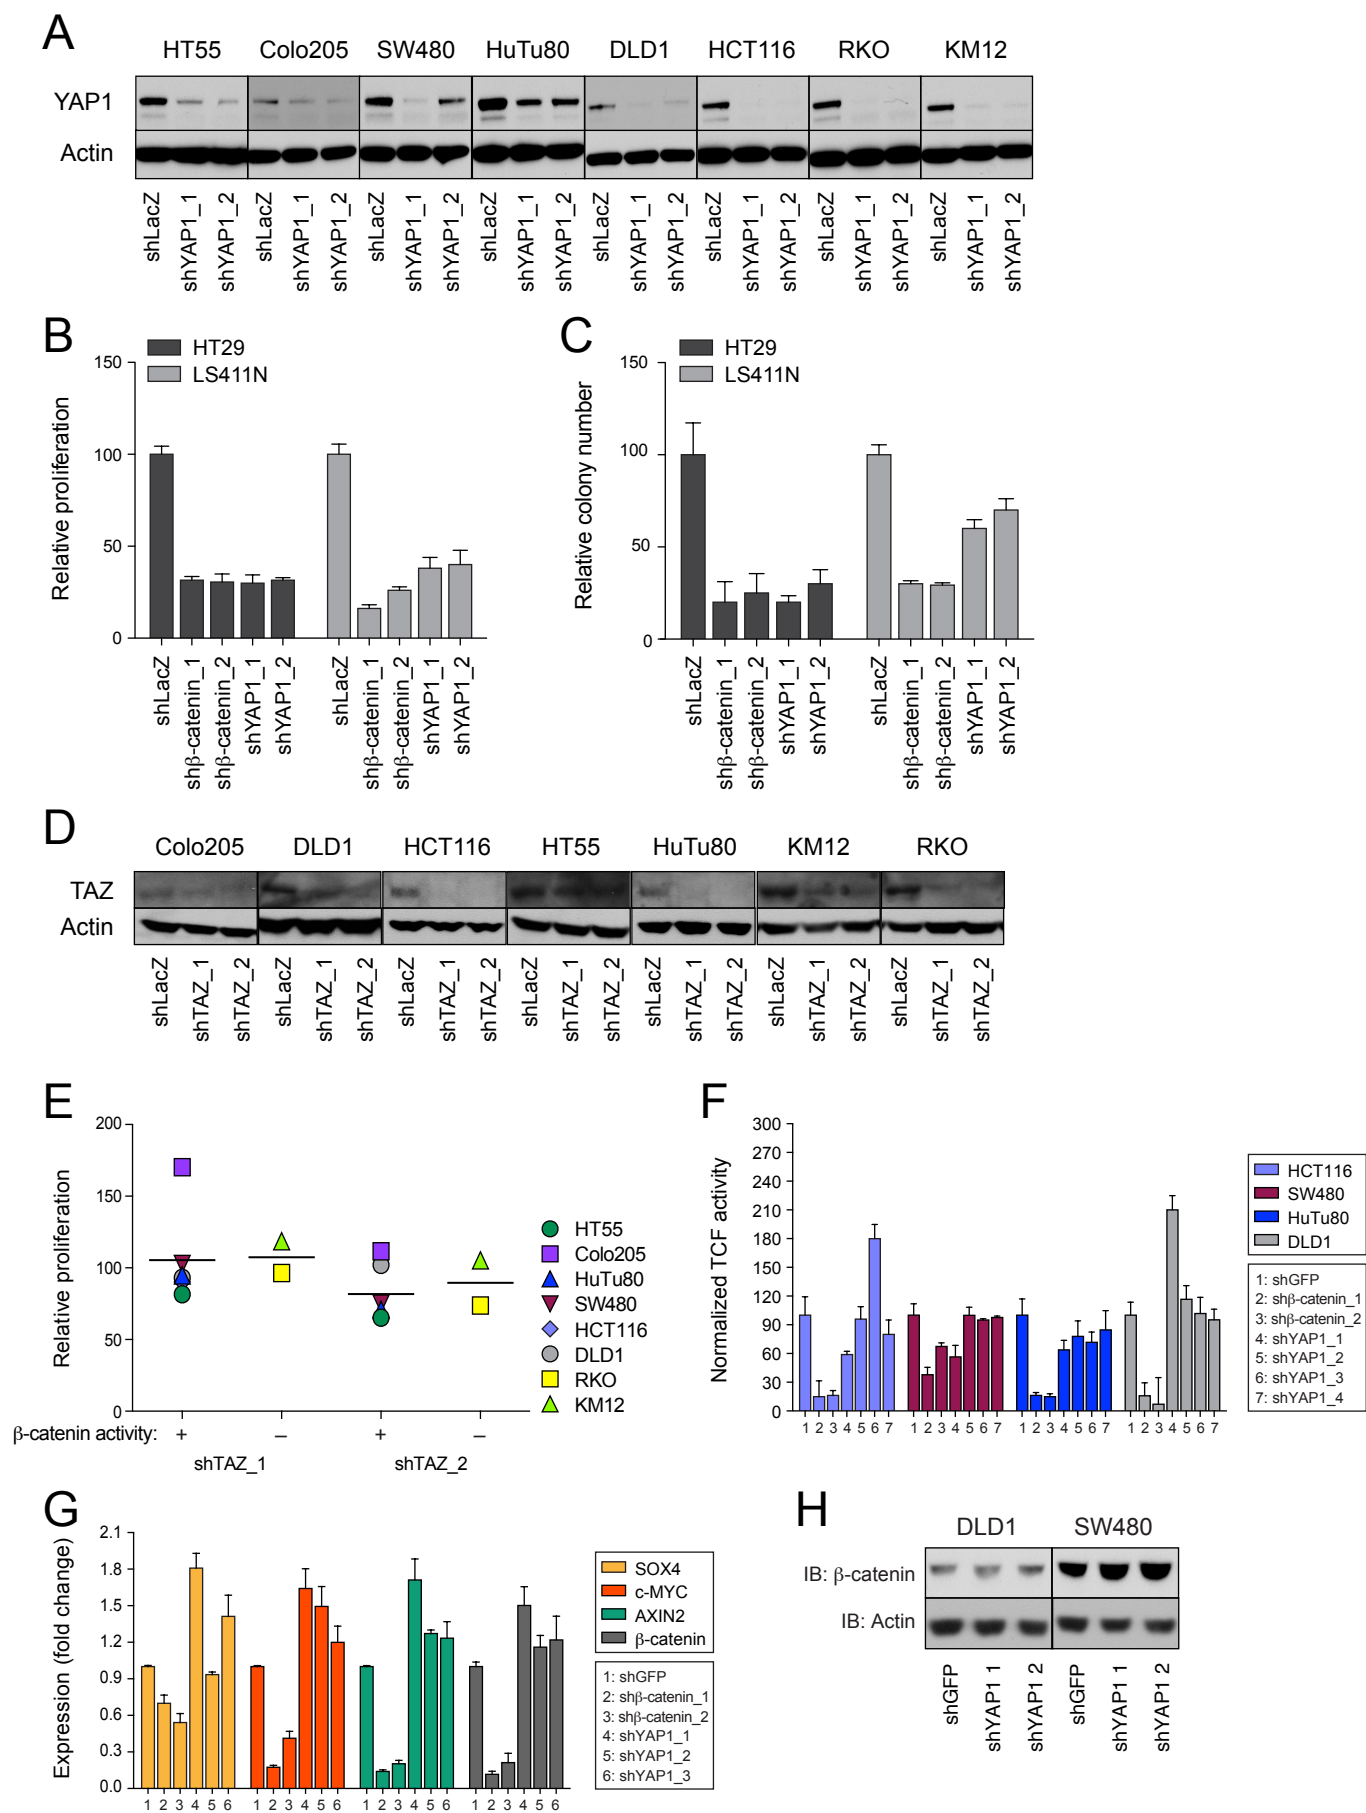 A
HT55 Colo205 SW480 HuTu80 DLD1 HCT116 RKO KM12
YAP1
Actin
shLacZ shYAP1_1 shYAP1_2 shLacZ shYAP1_1 shYAP1_2 shLacZ shYAP1_1 shYAP1_2 shLacZ shYAP1_1 shYAP1_2 shLacZ shYAP1_1 shYAP1_2 shLacZ shYAP1_1 shYAP1_2 shLacZ shYAP1_1 shYAP1_2 shLacZ shYAP1_1 shYAP1_2
B
HT29
LS411N
Relative proliferation
150
100
50
0
shLacZ shβ-catenin_1 shβ-catenin_2 shYAP1_1 shYAP1_2 shLacZ shβ-catenin_1 shβ-catenin_2 shYAP1_1 shYAP1_2
C
HT29
LS411N
Relative colony number
150
100
50
0
shLacZ shβ-catenin_1 shβ-catenin_2 shYAP1_1 shYAP1_2 shLacZ shβ-catenin_1 shβ-catenin_2 shYAP1_1 shYAP1_2
D
Colo205 DLD1 HCT116 HT55 HuTu80 KM12 RKO
TAZ
Actin
shLacZ shTAZ_1 shTAZ_2 shLacZ shTAZ_1 shTAZ_2 shLacZ shTAZ_1 shTAZ_2 shLacZ shTAZ_1 shTAZ_2 shLacZ shTAZ_1 shTAZ_2 shLacZ shTAZ_1 shTAZ_2 shLacZ shTAZ_1 shTAZ_2
E
Relative proliferation
200
150
100
50
0
β-catenin activity: + – + –
shTAZ_1 shTAZ_2
HT55
Colo205
HuTu80
SW480
HCT116
DLD1
RKO
KM12
F
Normalized TCF activity
300
270
240
210
180
150
120
90
60
30
0
1 2 3 4 5 6 7 1 2 3 4 5 6 7 1 2 3 4 5 6 7 1 2 3 4 5 6 7
HCT116
SW480
HuTu80
DLD1
1: shGFP
2: shβ-catenin_1
3: shβ-catenin_2
4: shYAP1_1
5: shYAP1_2
6: shYAP1_3
7: shYAP1_4
G
Expression (fold change)
2.1
1.8
1.5
1.2
0.9
0.6
0.3
0.0
1 2 3 4 5 6 1 2 3 4 5 6 1 2 3 4 5 6 1 2 3 4 5 6
SOX4
c-MYC
AXIN2
β-catenin
1: shGFP
2: shβ-catenin_1
3: shβ-catenin_2
4: shYAP1_1
5: shYAP1_2
6: shYAP1_3
H
DLD1 SW480
IB: β-catenin
IB: Actin
shGFP shYAP1 1 shYAP1 2 shGFP shYAP1 1 shYAP1 2